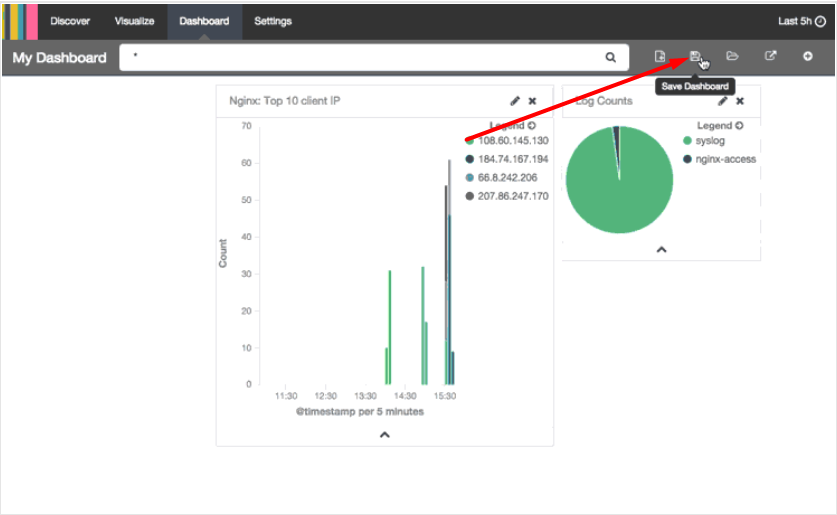 Discover Visualize Dashboard Settings Last 5h
My Dashboard *
Save Dashboard
Nginx: Top 10 client IP
Legend
108.60.145.130
184.74.167.194
66.8.242.206
207.86.247.170
70
60
50
40
30
20
10
0
Count
11:30 12:30 13:30 14:30 15:30
@timestamp per 5 minutes
Log Counts
Legend
syslog
nginx-access